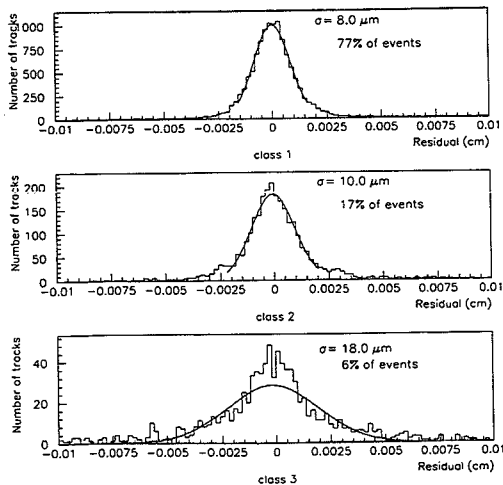 Number of tracks
1000
750
500
250
0
σ= 8.0 μm
77% of events
-0.01 -0.0075 -0.005 -0.0025 0 0.0025 0.005 0.0075 0.01
Residual (cm)
class 1
Number of tracks
200
150
100
50
0
σ= 10.0 μm
17% of events
-0.01 -0.0075 -0.005 -0.0025 0 0.0025 0.005 0.0075 0.01
Residual (cm)
class 2
Number of tracks
40
20
0
σ= 18.0 μm
6% of events
-0.01 -0.0075 -0.005 -0.0025 0 0.0025 0.005 0.0075 0.01
Residual (cm)
class 3